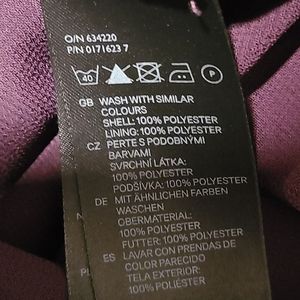 O/N 634220
P/N 0171623 7
40 P
GB WASH WITH SIMILAR
COLOURS
SHELL: 100% POLYESTER
LINING: 100% POLYESTER
CZ PERTE S PODOBNÝMI
BARVAMI
SVRCHNÍ LÁTKA:
100% POLYESTER
PODŠÍVKA: 100% POLYESTER
DE MIT ÄHNLICHEN FARBEN
WASCHEN
OBERMATERIAL:
100% POLYESTER
FUTTER: 100% POLYESTER
ES LAVAR CON PRENDAS DE
COLOR SIMILAR
TELA EXTERIOR:
100% POLIÉSTER